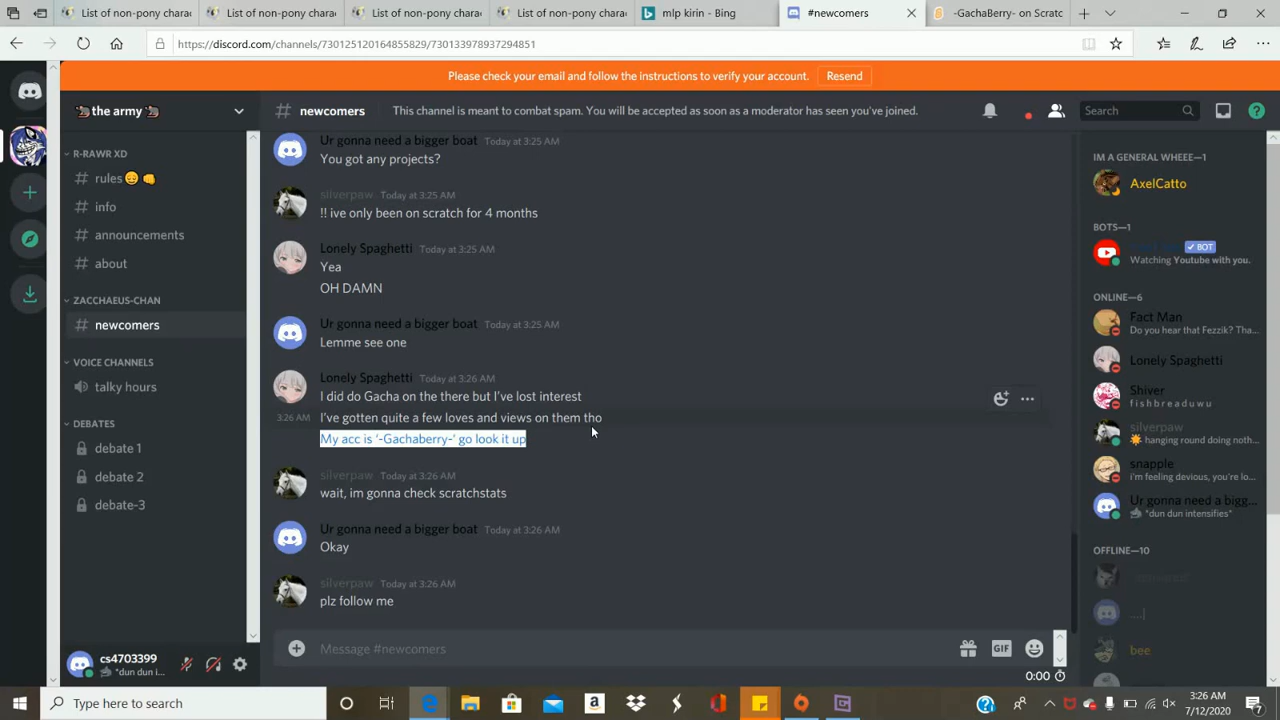 List of non-pony charac
List of non-pony charac
List of non-pony charac
List of non-pony charac
mlp kirin - Bing
#newcomers
-GachaBerry- on Scratc
https://discord.com/channels/730125120164855829/730133978937294851
Please check your email and follow the instructions to verify your account.
Resend
the army
newcomers
This channel is meant to combat spam. You will be accepted as soon as a moderator has seen you've joined.
Search
R-RAWR XD
rules
info
announcements
about
ZACCHAEUS-CHAN
newcomers
VOICE CHANNELS
talky hours
DEBATES
debate 1
debate 2
debate-3
cs4703399
"dun dun i...
Ur gonna need a bigger boat Today at 3:25 AM
You got any projects?
silverpaw Today at 3:25 AM
!! ive only been on scratch for 4 months
Lonely Spaghetti Today at 3:25 AM
Yea
OH DAMN
Ur gonna need a bigger boat Today at 3:25 AM
Lemme see one
Lonely Spaghetti Today at 3:26 AM
I did do Gacha on the there but I've lost interest
3:26 AM I've gotten quite a few loves and views on them tho
My acc is '-Gachaberry-' go look it up
silverpaw Today at 3:26 AM
wait, im gonna check scratchstats
Ur gonna need a bigger boat Today at 3:26 AM
Okay
silverpaw Today at 3:26 AM
plz follow me
Message #newcomers
GIF
0:00
IM A GENERAL WHEEE—1
AxelCatto
BOTS—1
BOT
Watching Youtube with you.
ONLINE—6
Fact Man
Do you hear that Fezzik? Tha...
Lonely Spaghetti
Shiver
fishbreaduwu
silverpaw
hanging round doing noth...
snapple
i'm feeling devious, you're lo...
Ur gonna need a bigg...
"dun dun intensifies"
OFFLINE—10
....|
bee
Type here to search
3:26 AM
7/12/2020